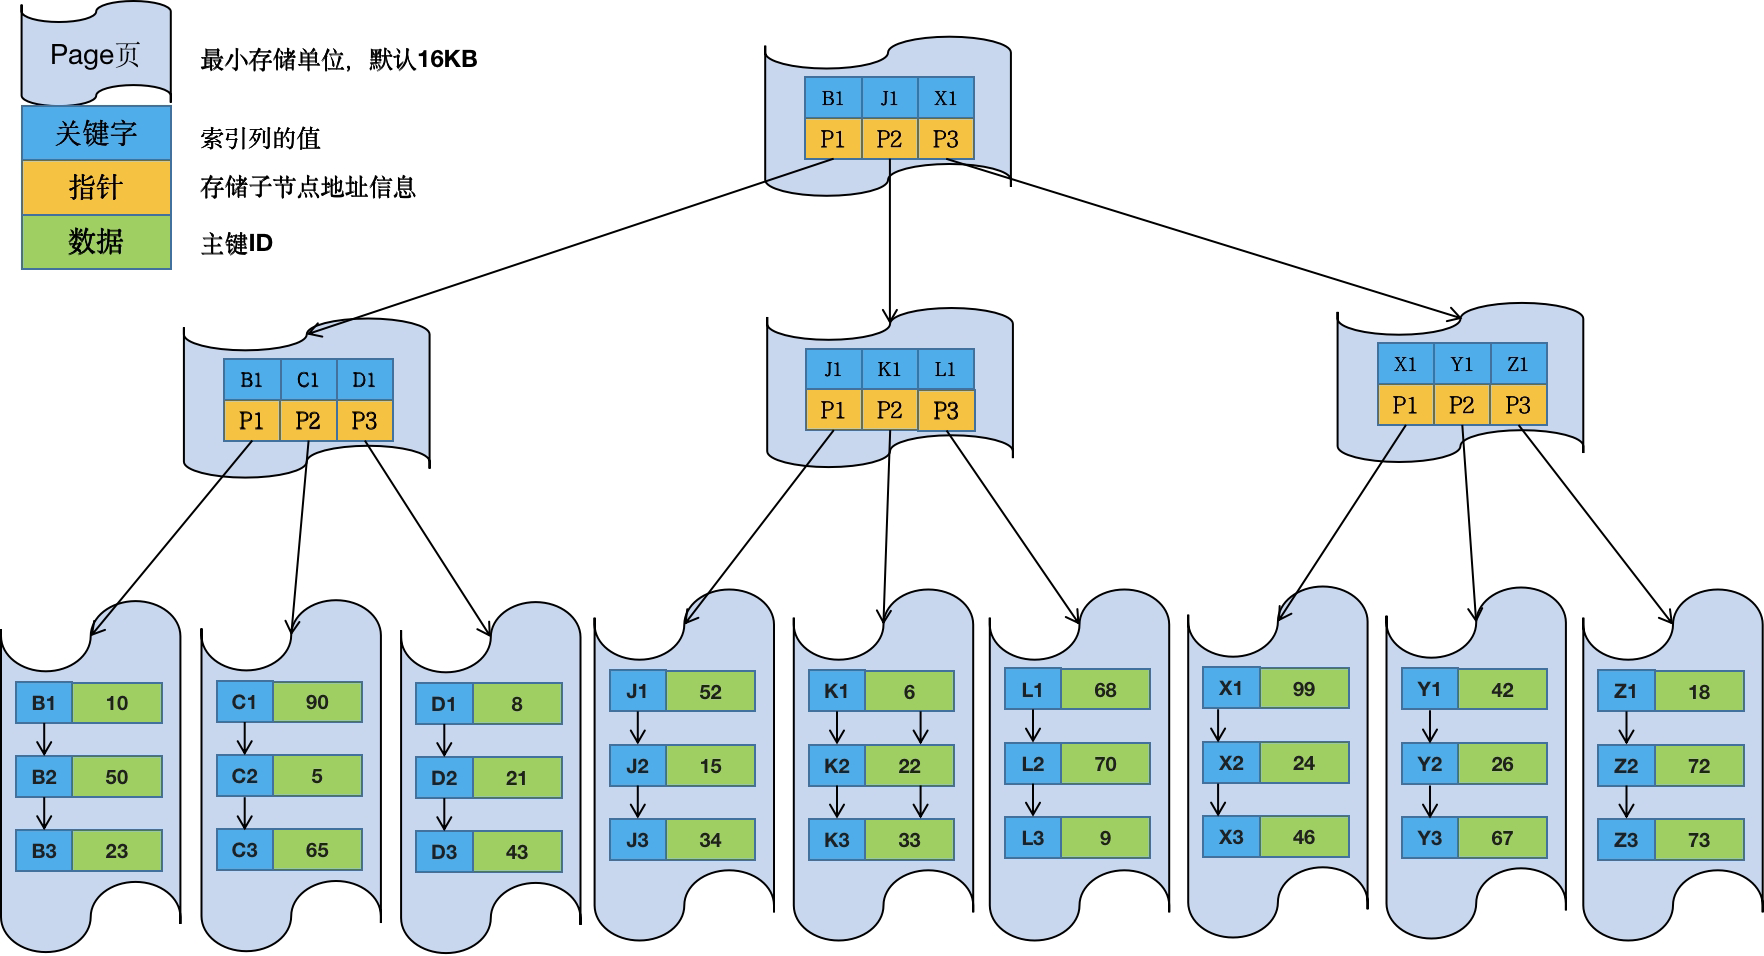 Page页
最小存储单位，默认16KB
关键字
索引列的值
指针
存储子节点地址信息
数据
主键ID
B1 J1 X1
P1 P2 P3
B1 C1 D1
P1 P2 P3
J1 K1 L1
P1 P2 P3
X1 Y1 Z1
P1 P2 P3
B1 10
B2 50
B3 23
C1 90
C2 5
C3 65
D1 8
D2 21
D3 43
J1 52
J2 15
J3 34
K1 6
K2 22
K3 33
L1 68
L2 70
L3 9
X1 99
X2 24
X3 46
Y1 42
Y2 26
Y3 67
Z1 18
Z2 72
Z3 73